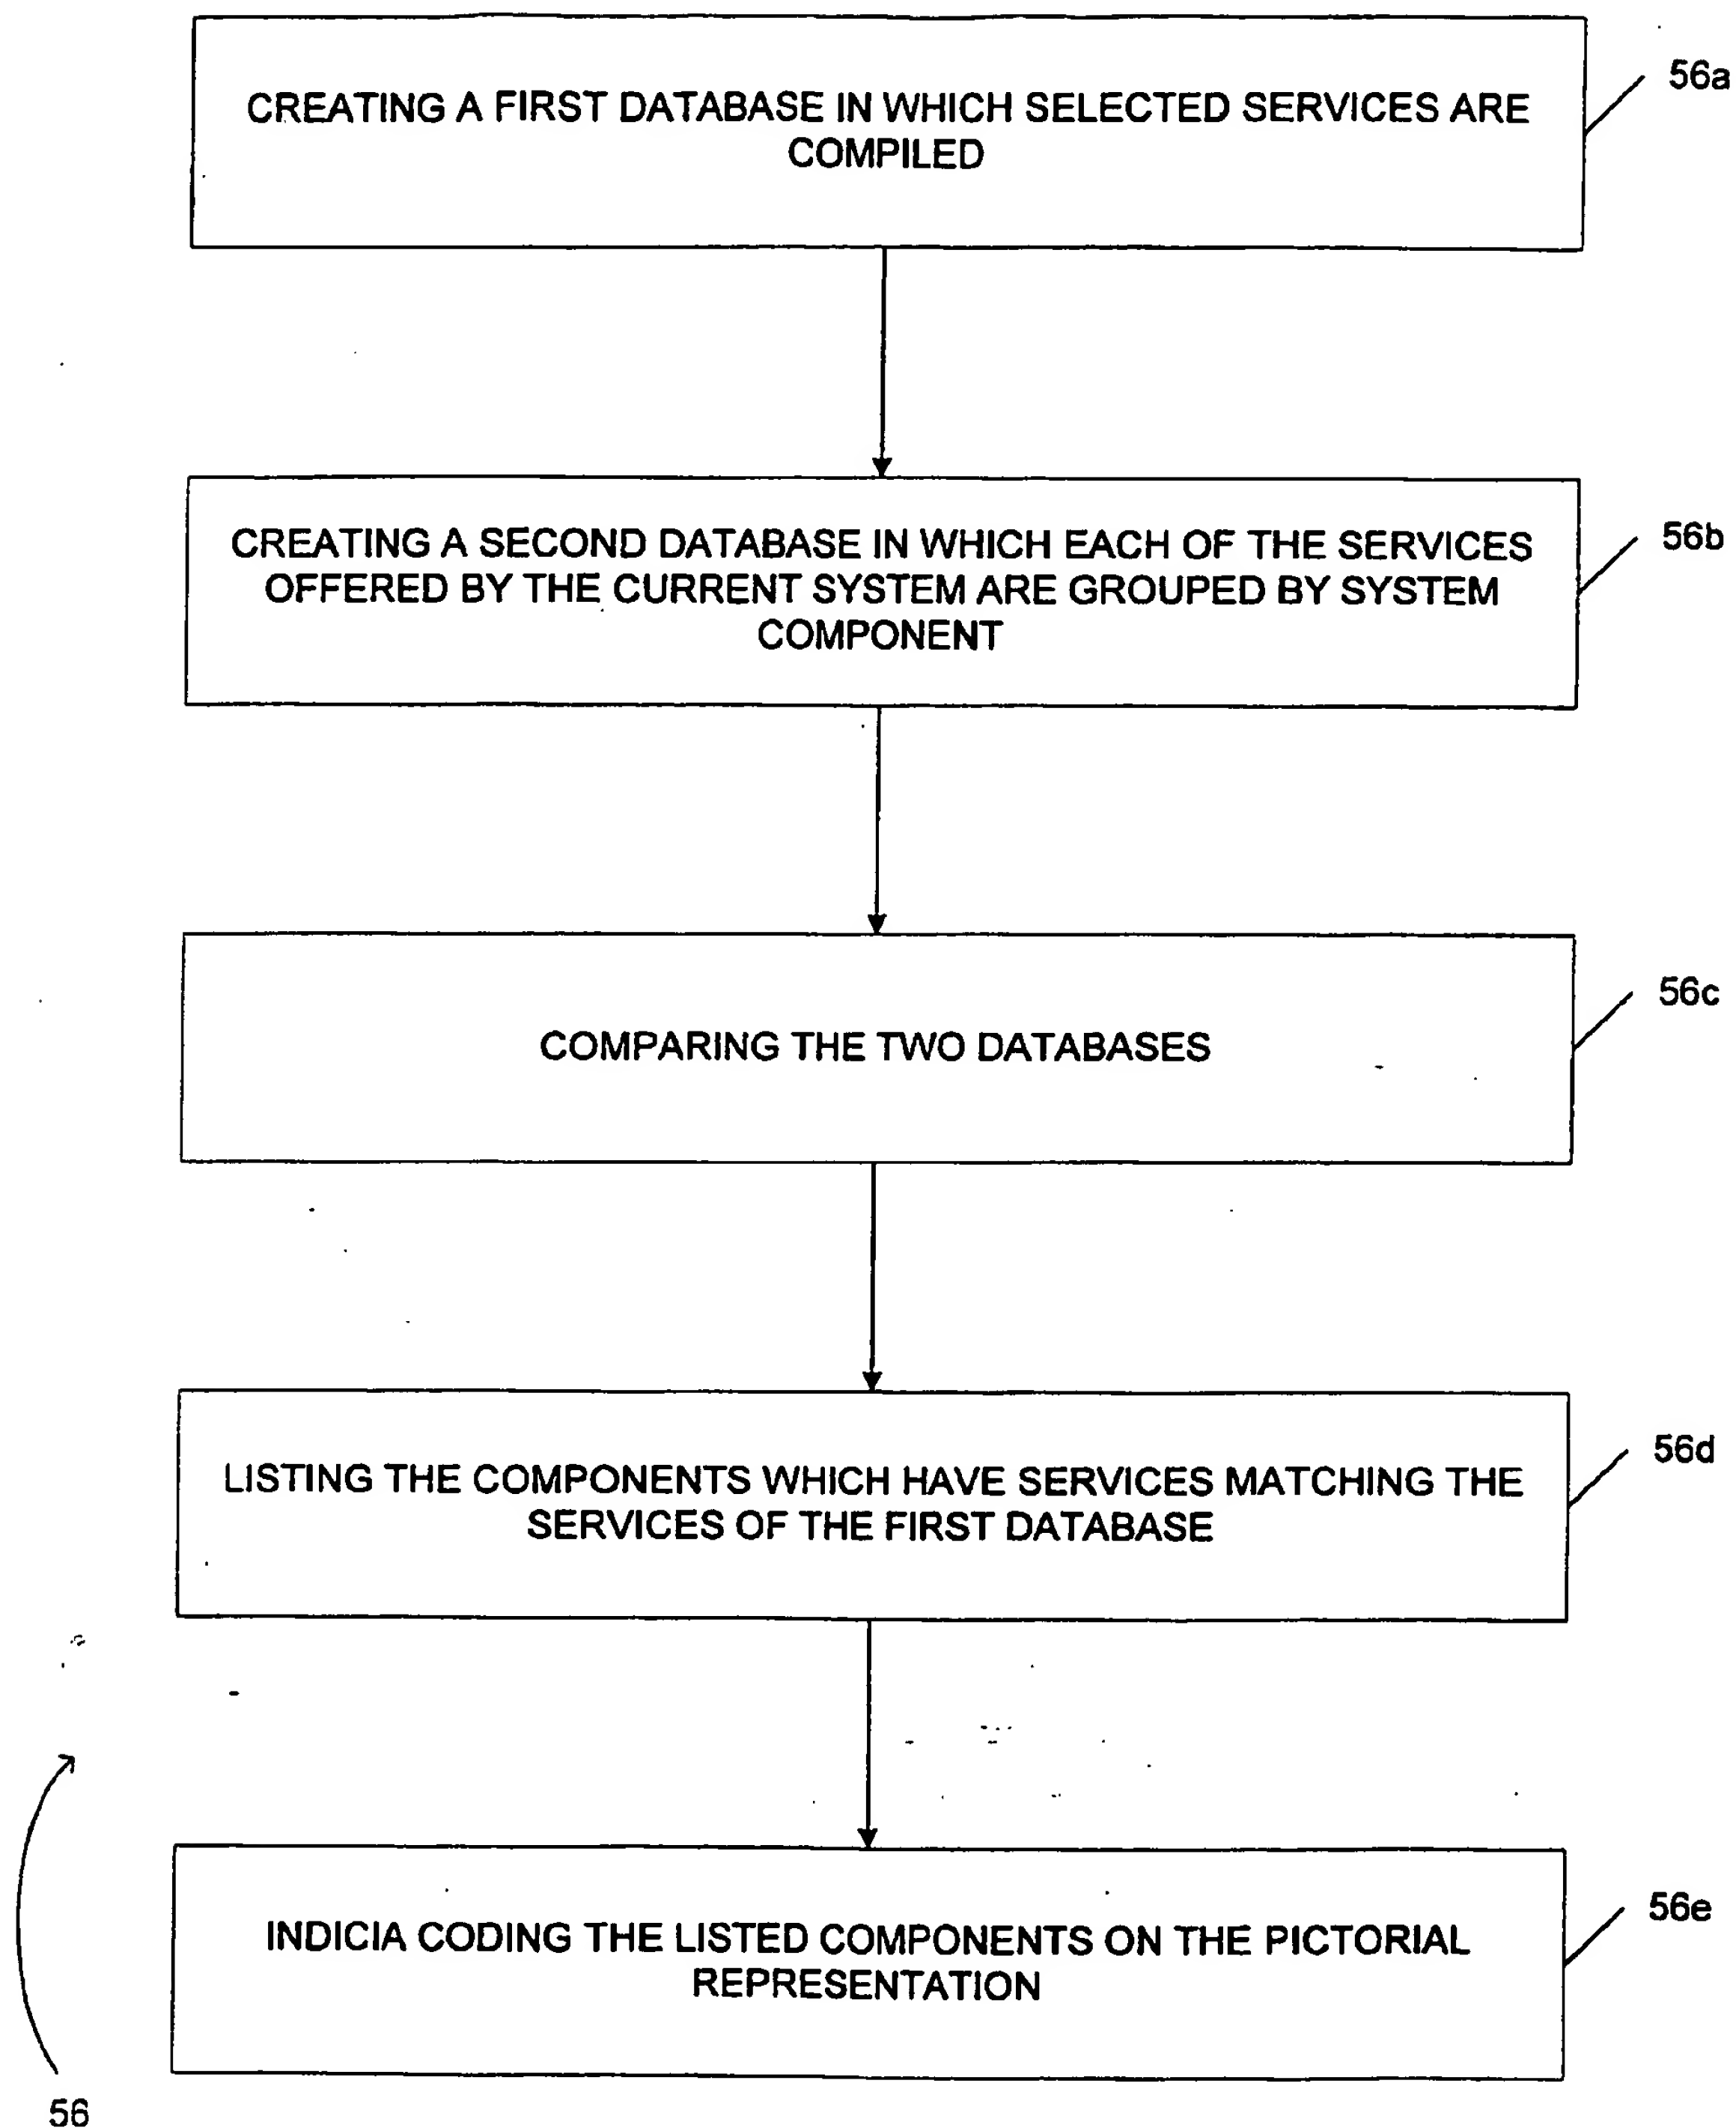 56a
CREATING A FIRST DATABASE IN WHICH SELECTED SERVICES ARE
COMPILED
56b
CREATING A SECOND DATABASE IN WHICH EACH OF THE SERVICES
OFFERED BY THE CURRENT SYSTEM ARE GROUPED BY SYSTEM
COMPONENT
56c
COMPARING THE TWO DATABASES
56d
LISTING THE COMPONENTS WHICH HAVE SERVICES MATCHING THE
SERVICES OF THE FIRST DATABASE
56e
INDICIA CODING THE LISTED COMPONENTS ON THE PICTORIAL
REPRESENTATION
56